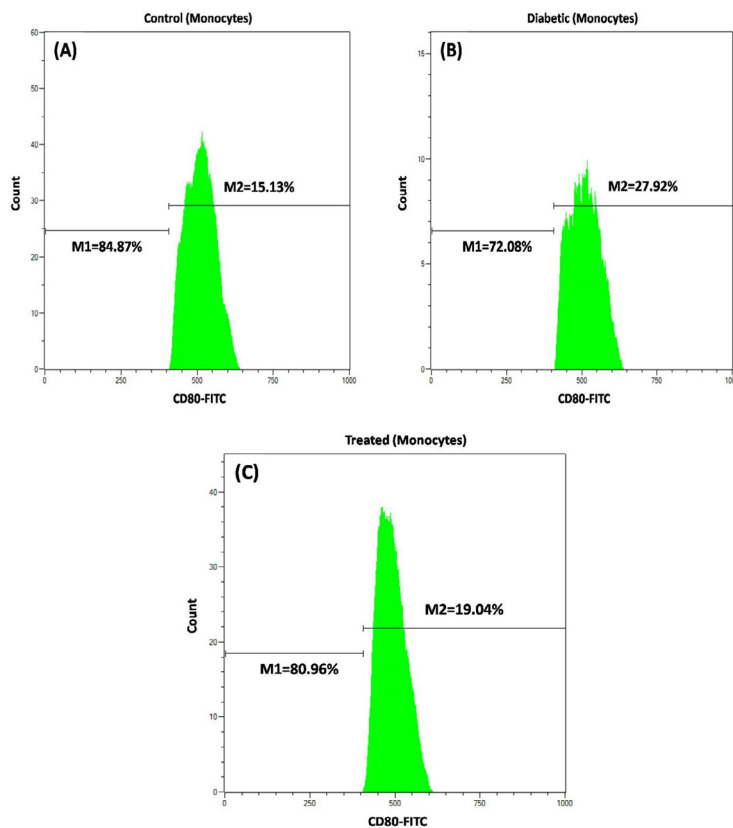 Control (Monocytes)
(A)
60
50
40
30
20
10
0
Count
M2=15.13%
M1=84.87%
0 250 500 750 1000
CD80-FITC
Diabetic (Monocytes)
(B)
15
10
5
0
Count
M2=27.92%
M1=72.08%
0 250 500 750 1000
CD80-FITC
Treated (Monocytes)
(C)
40
30
20
10
0
Count
M2=19.04%
M1=80.96%
0 250 500 750 1000
CD80-FITC